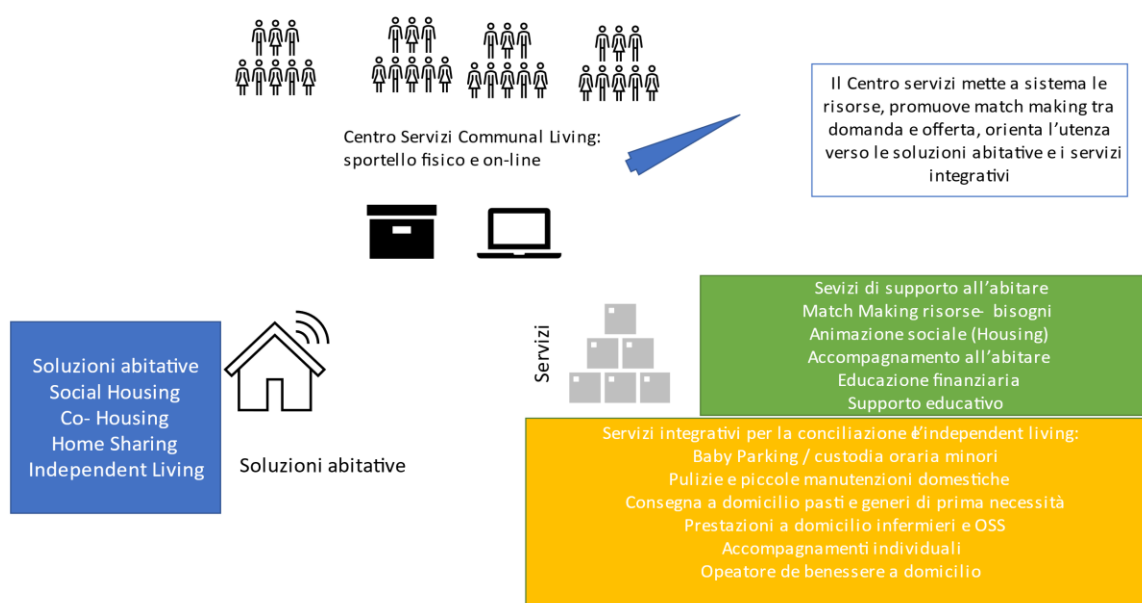 Centro Servizi Communal Living:
sportello fisico e on-line
Il Centro servizi mette a sistema le
risorse, promuove match making tra
domanda e offerta, orienta l'utenza
verso le soluzioni abitative e i servizi
integrativi
Soluzioni abitative
Social Housing
Co- Housing
Home Sharing
Independent Living
Soluzioni abitative
Servizi
Sevizi di supporto all'abitare
Match Making risorse- bisogni
Animazione sociale (Housing)
Accompagnamento all'abitare
Educazione finanziaria
Supporto educativo
Servizi integrativi per la conciliazione e l'independent living:
Baby Parking / custodia oraria minori
Pulizie e piccole manutenzioni domestiche
Consegna a domicilio pasti e generi di prima necessità
Prestazioni a domicilio infermieri e OSS
Accompagnamenti individuali
Opeatore de benessere a domicilio